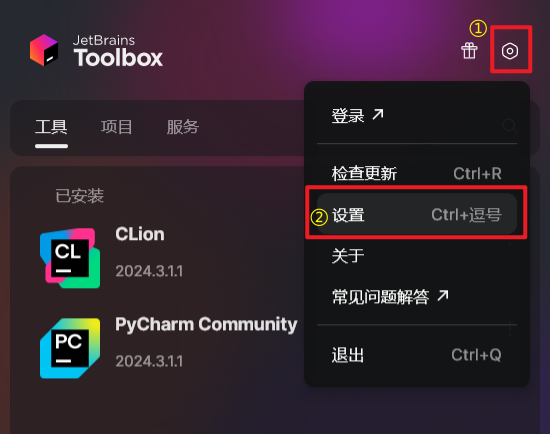 ①
JetBrains
Toolbox
登录 ↗
工具 项目 服务
检查更新 Ctrl+R
已安装
② 设置 Ctrl+逗号
CL
CLion
2024.3.1.1
关于
常见问题解答 ↗
PC
PyCharm Community
2024.3.1.1
退出 Ctrl+Q